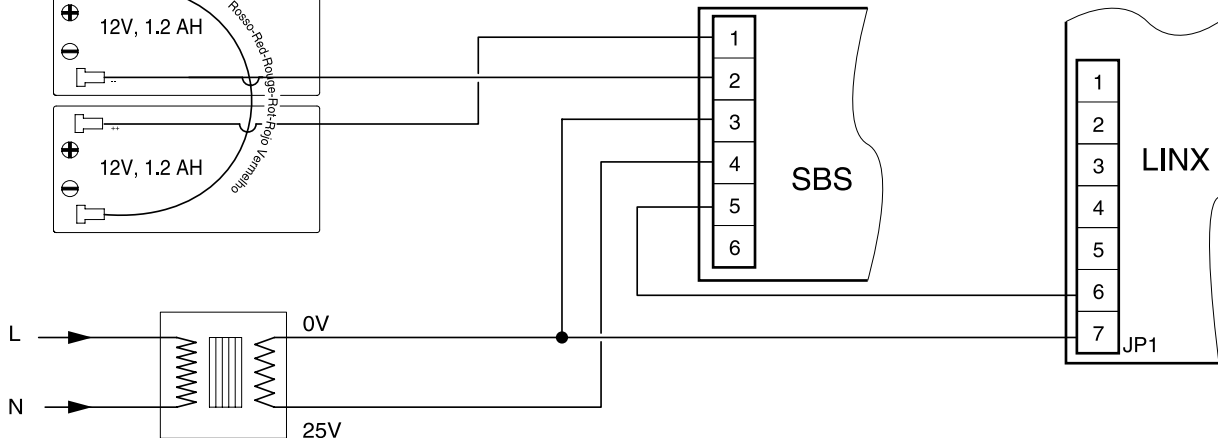 12V, 1.2 AH
--
Rosso-Red-Rouge-Rot-Rojo Vermelho
++
12V, 1.2 AH
1
2
3
4
5
6
SBS
1
2
3
4
5
6
7
LINX
JP1
L
N
0V
25V